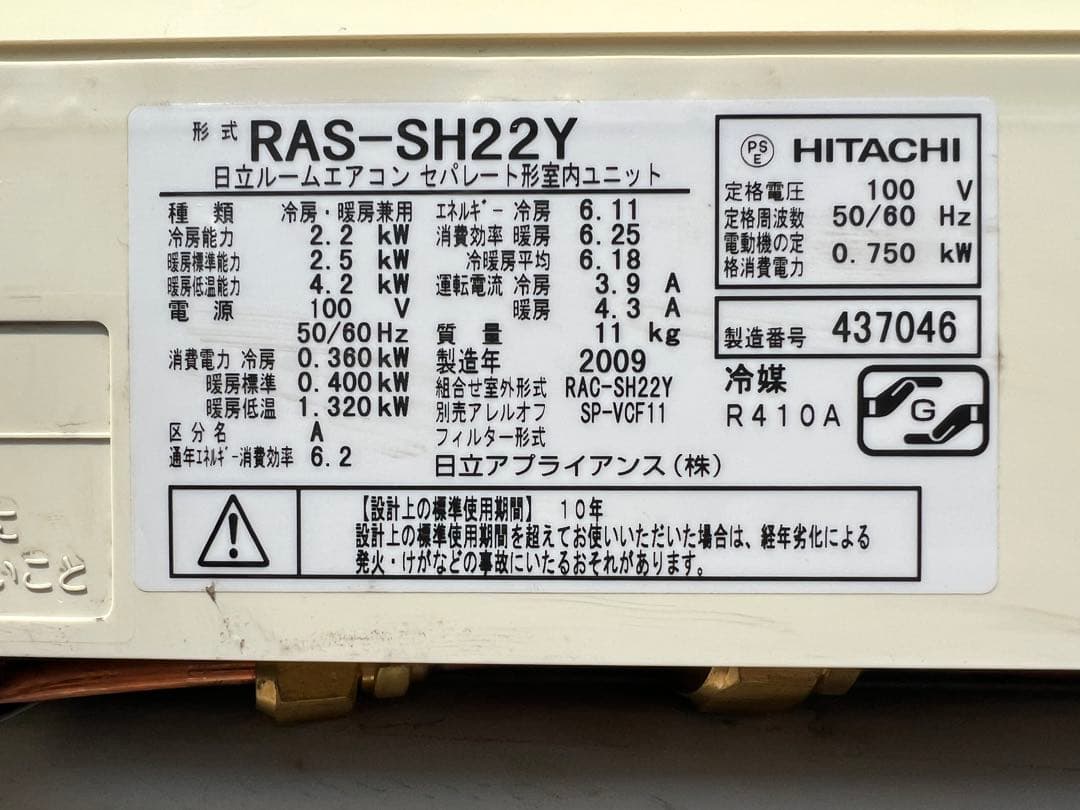 形式 RAS-SH22Y
日立ルームエアコン セパレート形室内ユニット
種類 冷房・暖房兼用
冷房能力 2.2 kW
暖房標準能力 2.5 kW
暖房低温能力 4.2 kW
電源 100 V
50/60 Hz
消費電力 冷房 0.360 kW
暖房標準 0.400 kW
暖房低温 1.320 kW
区分名 A
通年エネルギー消費効率 6.2
エネルギー 冷房 6.11
消費効率 暖房 6.25
冷暖房平均 6.18
運転電流 冷房 3.9 A
暖房 4.3 A
質量 11 kg
製造年 2009
組合せ室外形式 RAC-SH22Y
別売アレルオフ SP-VCF11
フィルター形式
日立アプライアンス(株)
PSE HITACHI
定格電圧 100 V
定格周波数 50/60 Hz
電動機の定
格消費電力 0.750 kW
製造番号 437046
冷媒
R410A
G
【設計上の標準使用期間】 10年
設計上の標準使用期間を超えてお使いいただいた場合は、経年劣化による
発火・けがなどの事故にいたるおそれがあります。
こと